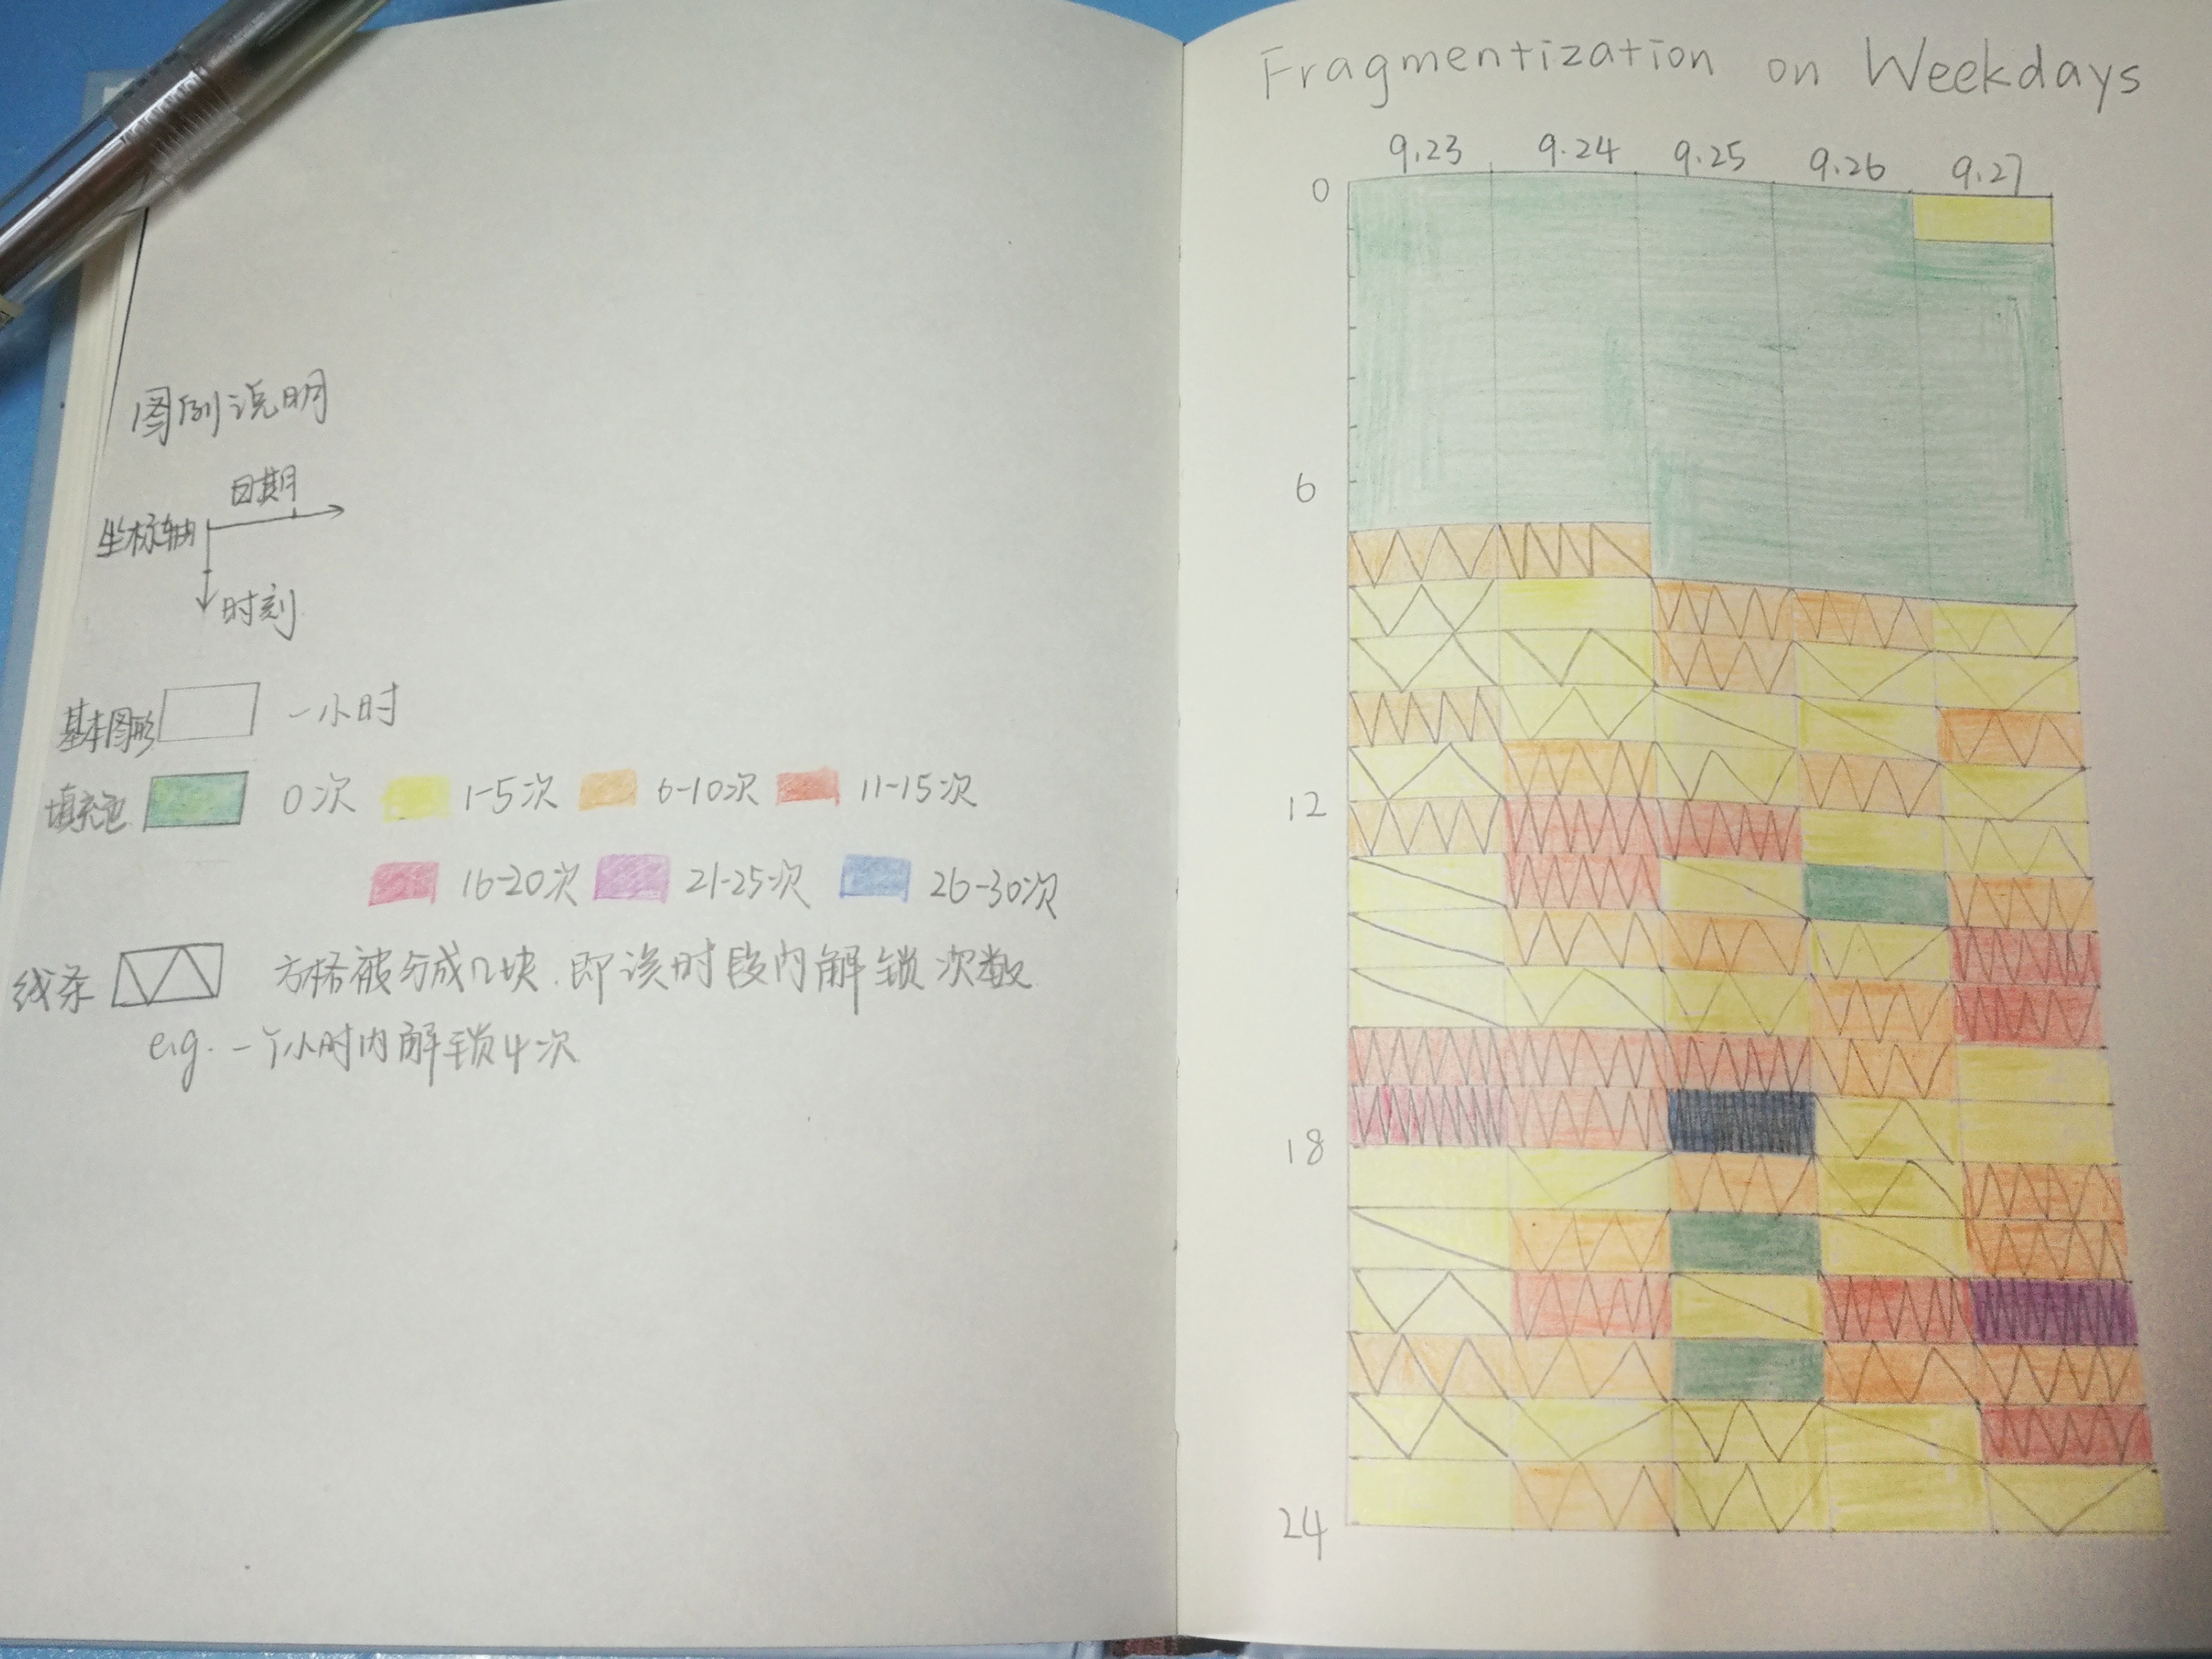 图例说明
日期
坐标轴
时刻
基本图形 一小时
填充色 0次 1-5次 6-10次 11-15次
16-20次 21-25次 26-30次
线条 方格被分成几块.即该时段内解锁次数
e.g. 一个小时内解锁4次
Fragmentization on Weekdays
9.23 9.24 9.25 9.26 9.27
0
6
12
18
24